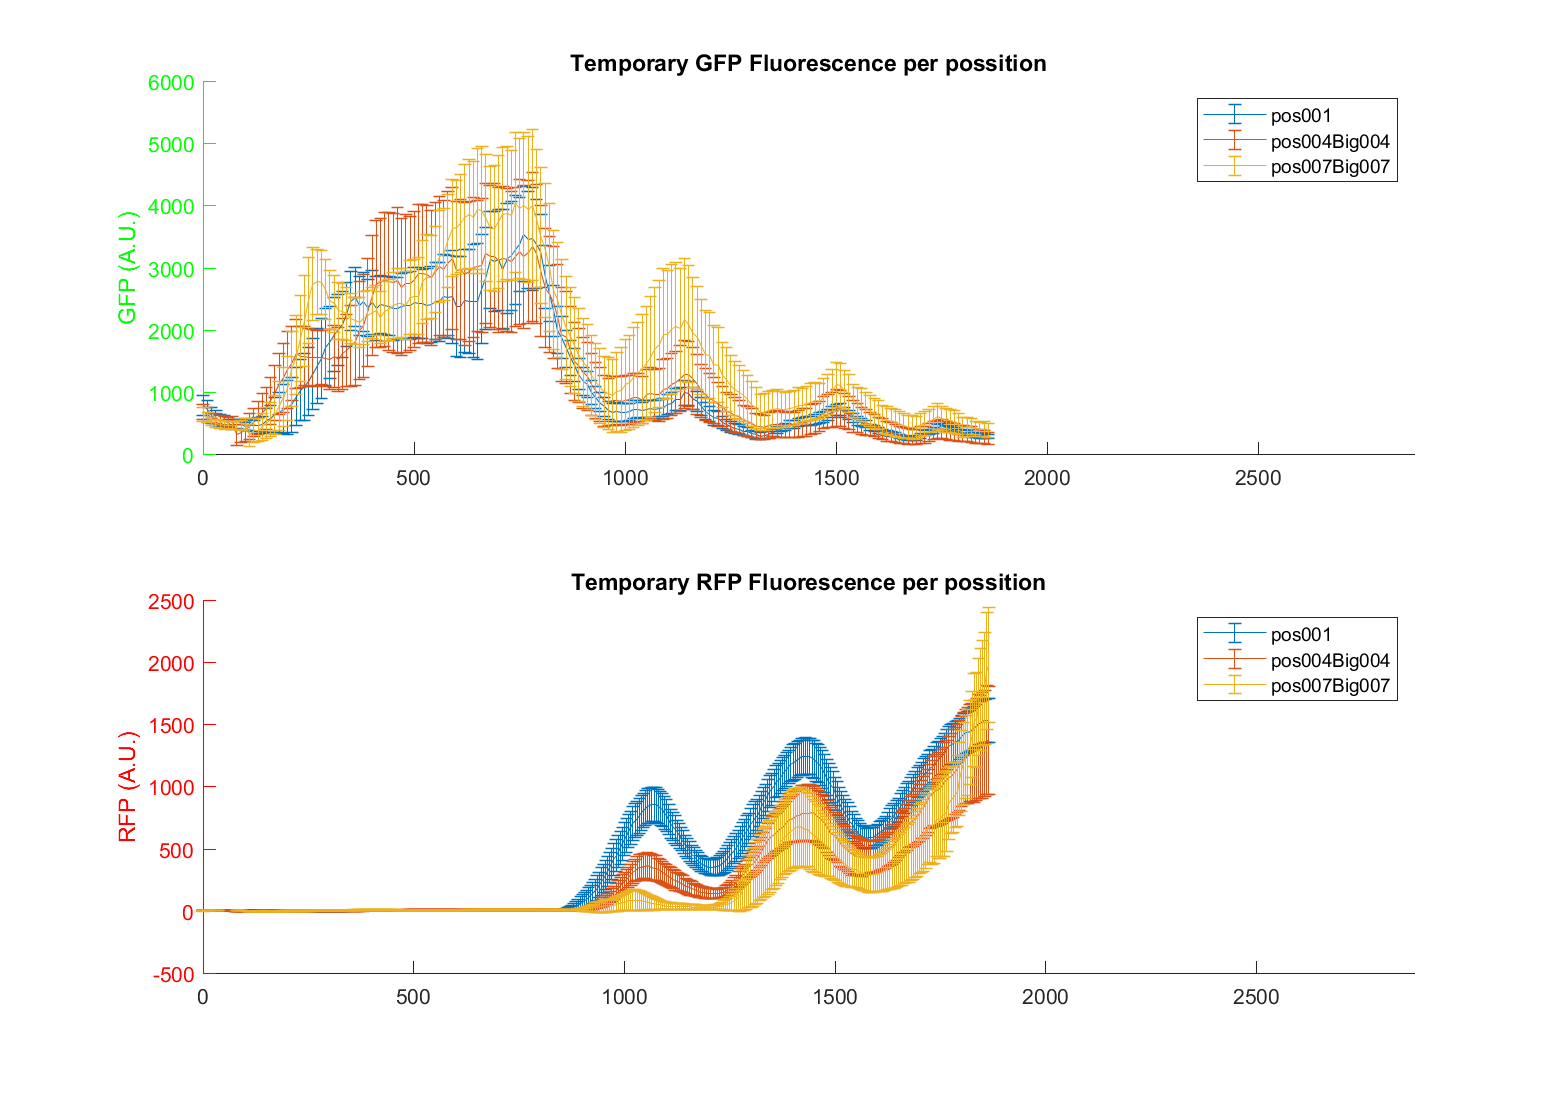 Temporary GFP Fluorescence per possition
GFP (A.U.)
6000
5000
4000
3000
2000
1000
0
0 500 1000 1500 2000 2500
pos001
pos004Big004
pos007Big007
Temporary RFP Fluorescence per possition
RFP (A.U.)
2500
2000
1500
1000
500
0
-500
0 500 1000 1500 2000 2500
pos001
pos004Big004
pos007Big007